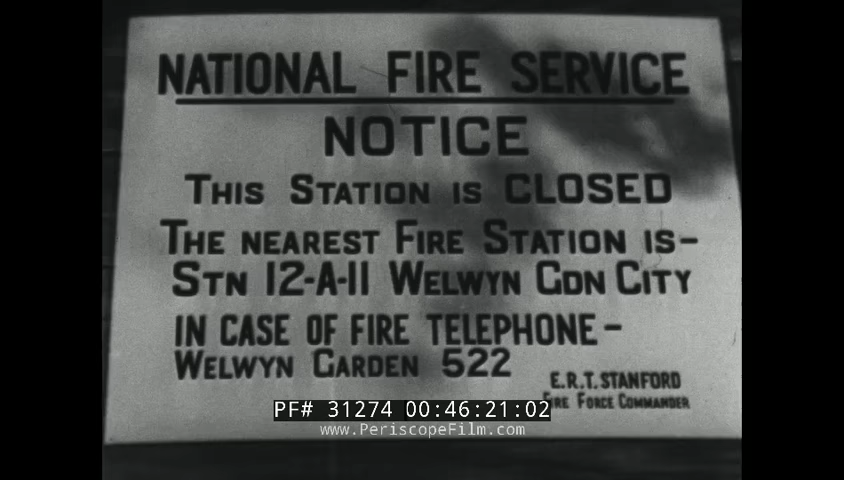 NATIONAL FIRE SERVICE
NOTICE
THIS STATION IS CLOSED
THE NEAREST FIRE STATION IS-
STN 12-A-11 WELWYN GDN CITY
IN CASE OF FIRE TELEPHONE -
WELWYN GARDEN 522
E.R.T. STANFORD
FIRE FORCE COMMANDER
PF# 31274 00:46:21:02
www.PeriscopeFilm.com